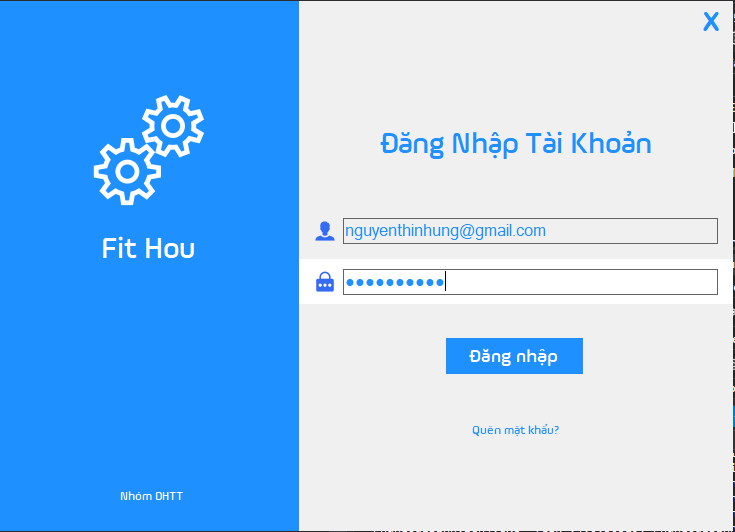 X
Đăng Nhập Tài Khoản
Fit Hou
nguyenthinhung@gmail.com
••••••••••
Đăng nhập
Quên mật khẩu?
Nhóm DHTT